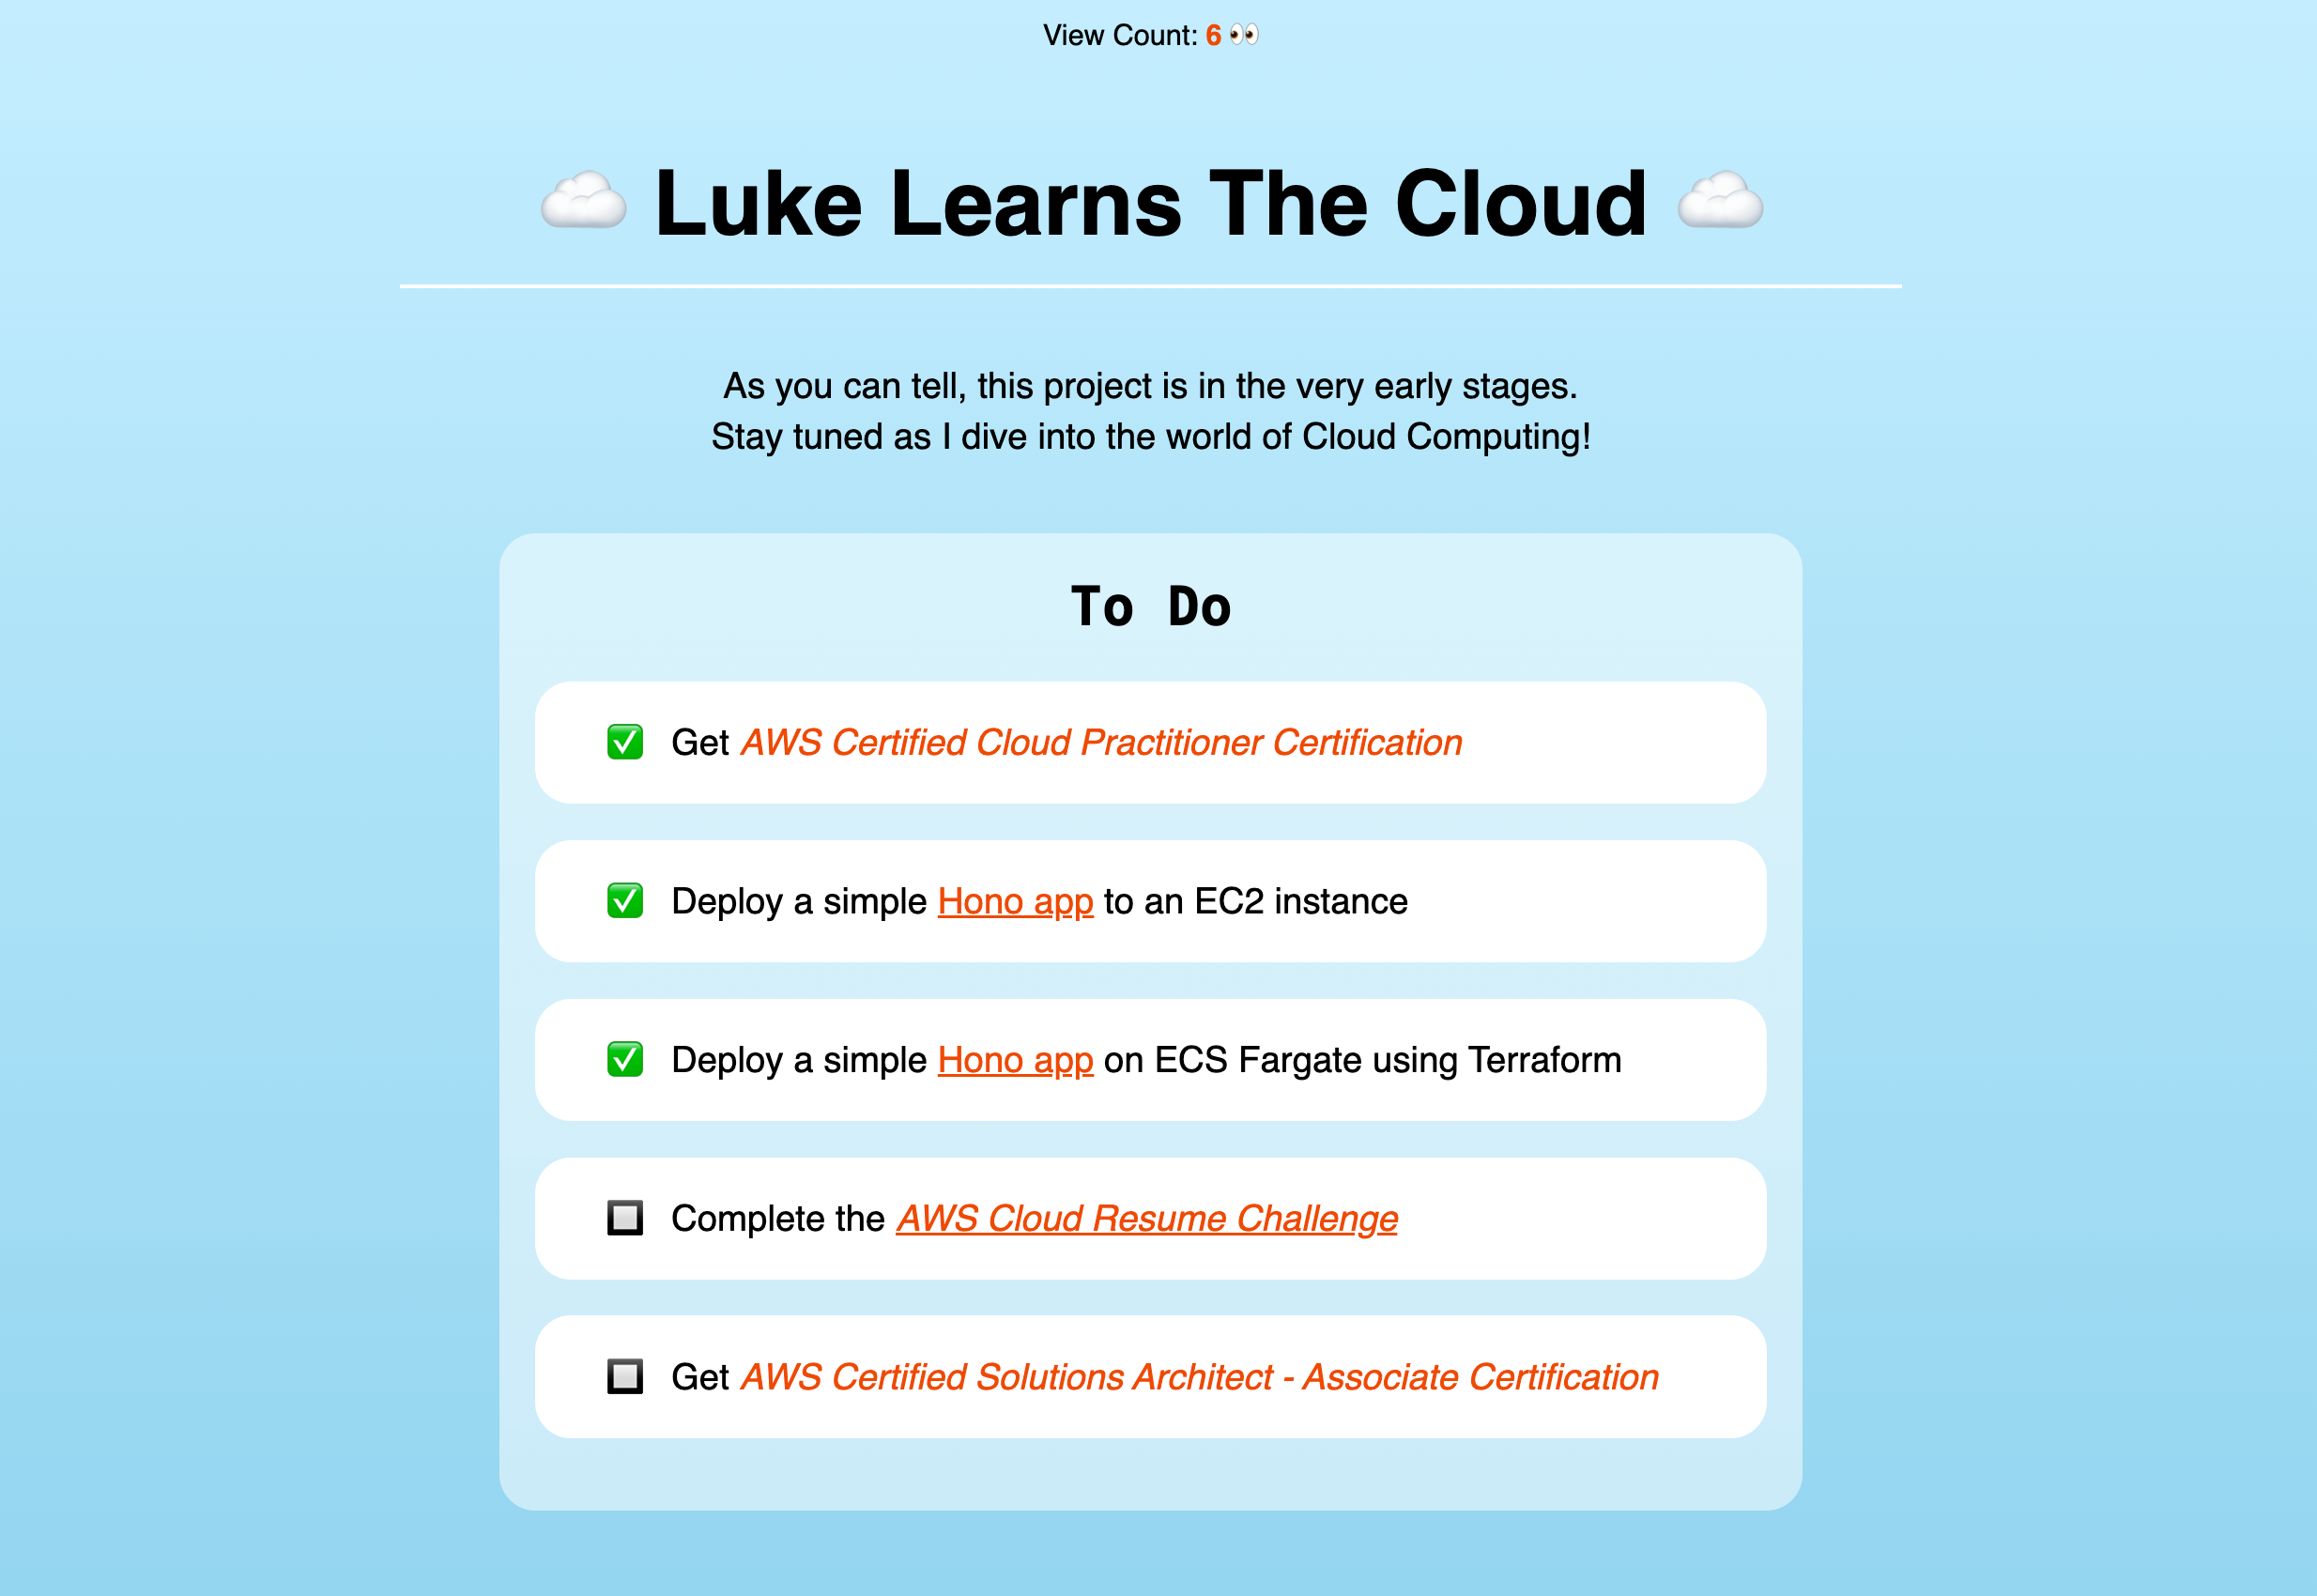 View Count: 6 👀
☁️ Luke Learns The Cloud ☁️
As you can tell, this project is in the very early stages.
Stay tuned as I dive into the world of Cloud Computing!
To Do
✅ Get AWS Certified Cloud Practitioner Certification
✅ Deploy a simple Hono app to an EC2 instance
✅ Deploy a simple Hono app on ECS Fargate using Terraform
🔲 Complete the AWS Cloud Resume Challenge
🔲 Get AWS Certified Solutions Architect - Associate Certification